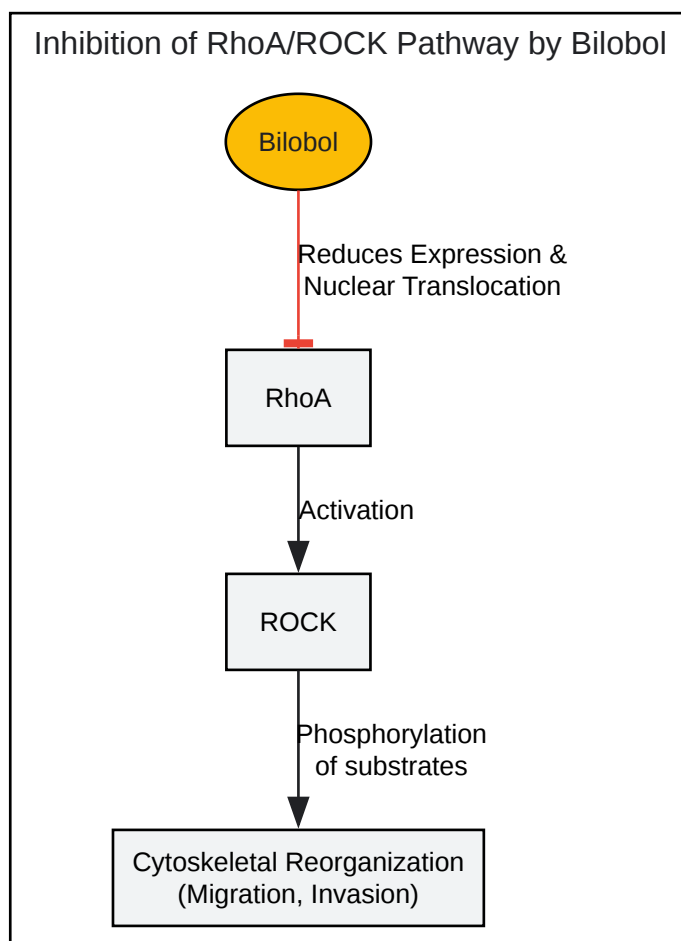 Inhibition of RhoA/ROCK Pathway by Bilobol
Bilobol
Reduces Expression &
Nuclear Translocation
RhoA
Activation
ROCK
Phosphorylation
of substrates
Cytoskeletal Reorganization
(Migration, Invasion)